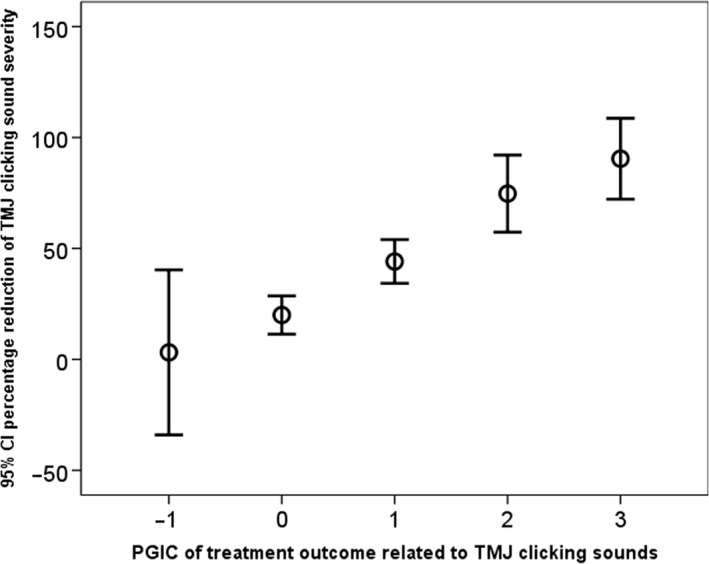 95% CI percentage reduction of TMJ clicking sound severity
150
100
50
0
−50
−1 0 1 2 3
PGIC of treatment outcome related to TMJ clicking sounds